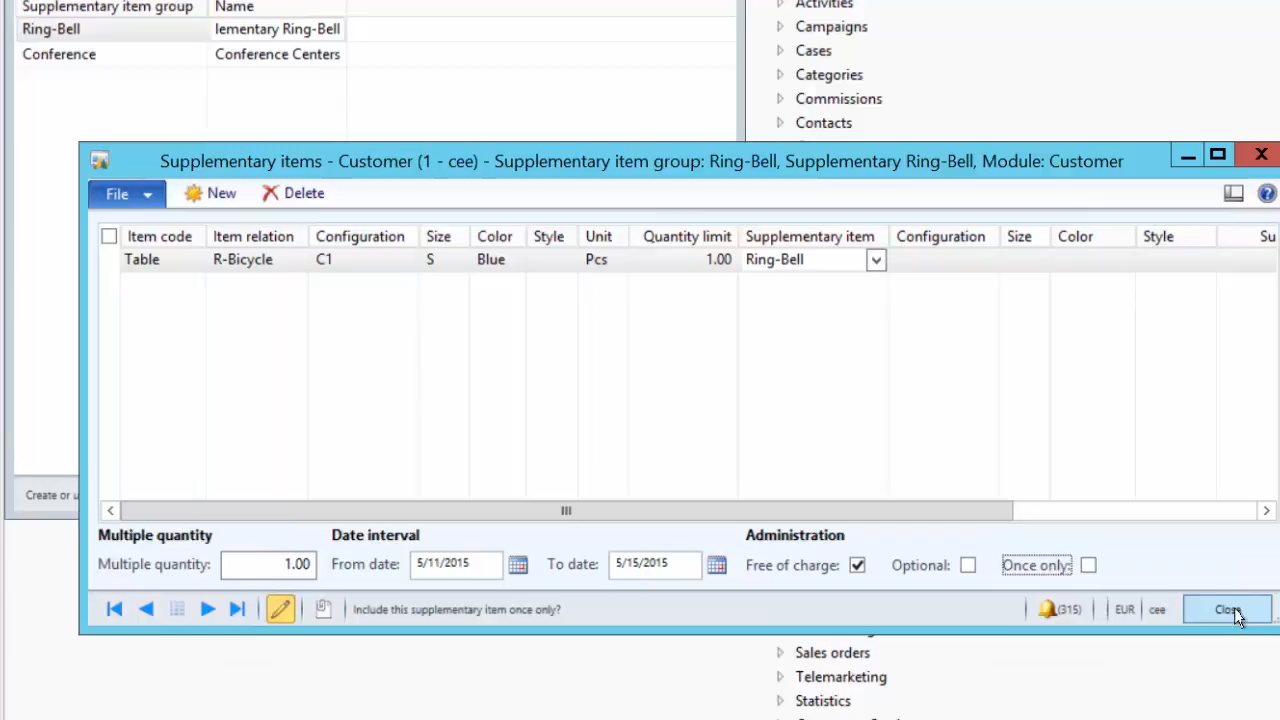 Supplementary item group Name
Ring-Bell lementary Ring-Bell
Conference Conference Centers
Activities
Campaigns
Cases
Categories
Commissions
Contacts
Supplementary items - Customer (1 - cee) - Supplementary item group: Ring-Bell, Supplementary Ring-Bell, Module: Customer
File New Delete
Item code Item relation Configuration Size Color Style Unit Quantity limit Supplementary item Configuration Size Color Style Su
Table R-Bicycle C1 S Blue Pcs 1.00 Ring-Bell
Create or u
Multiple quantity Date interval Administration
Multiple quantity: 1.00 From date: 5/11/2015 To date: 5/15/2015 Free of charge: Optional: Once only:
Include this supplementary item once only? (315) EUR cee Close
Sales orders
Telemarketing
Statistics